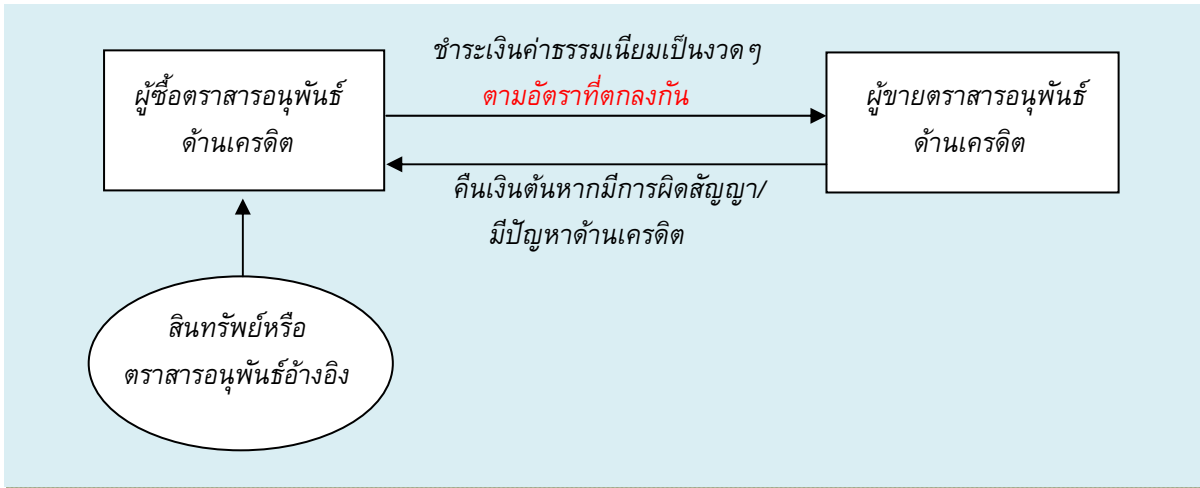 ชำระเงินค่าธรรมเนียมเป็นงวด ๆ
ตามอัตราที่ตกลงกัน
ผู้ซื้อตราสารอนุพันธ์
ด้านเครดิต
ผู้ขายตราสารอนุพันธ์
ด้านเครดิต
คืนเงินต้นหากมีการผิดสัญญา/
มีปัญหาด้านเครดิต
สินทรัพย์หรือ
ตราสารอนุพันธ์อ้างอิง